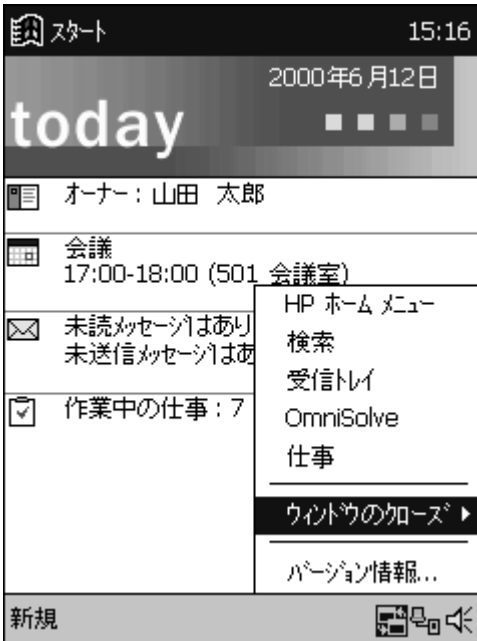 スタート 15:16
2000年6月12日
today
オーナー：山田 太郎
会議
17:00-18:00 (501 会議室)
未読メッセージはあり
未送信メッセージはあ
作業中の仕事：7
HP ホーム メニュー
検索
受信トレイ
OmniSolve
仕事
ウィンドウのクローズ
バージョン情報...
新規